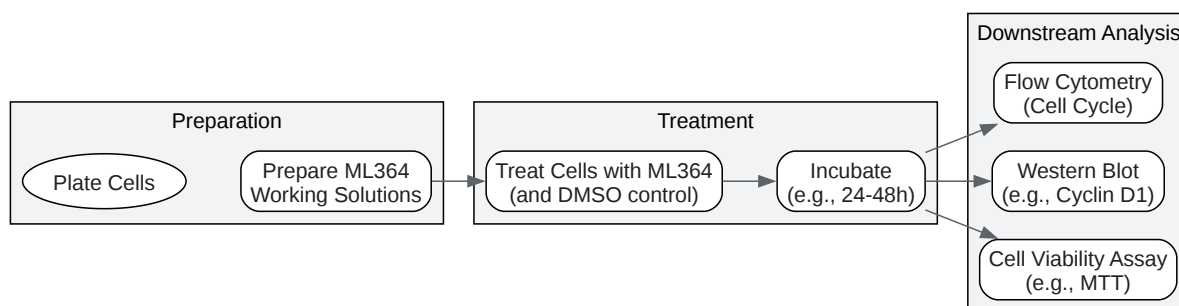 Preparation
Plate Cells
Prepare ML364
Working Solutions
Treatment
Treat Cells with ML364
(and DMSO control)
Incubate
(e.g., 24-48h)
Downstream Analysis
Flow Cytometry
(Cell Cycle)
Western Blot
(e.g., Cyclin D1)
Cell Viability Assay
(e.g., MTT)